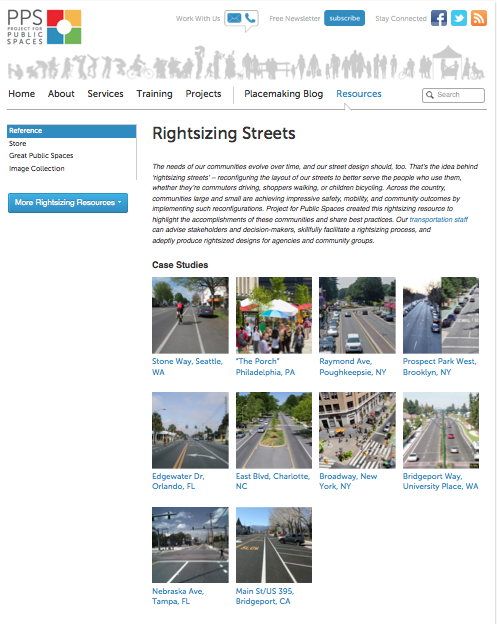 PPS
PROJECT FOR
PUBLIC
SPACES
Work With Us
Free Newsletter
subscribe
Stay Connected
Home About Services Training Projects Placemaking Blog Resources
Search
Reference
Store
Great Public Spaces
Image Collection
More Rightsizing Resources
Rightsizing Streets
The needs of our communities evolve over time, and our street design should, too. That's the idea behind
'rightsizing streets' – reconfiguring the layout of our streets to better serve the people who use them,
whether they're commuters driving, shoppers walking, or children bicycling. Across the country,
communities large and small are achieving impressive safety, mobility, and community outcomes by
implementing such reconfigurations. Project for Public Spaces created this rightsizing resource to
highlight the accomplishments of these communities and share best practices. Our transportation staff
can advise stakeholders and decision-makers, skillfully facilitate a rightsizing process, and
adeptly produce rightsized designs for agencies and community groups.
Case Studies
Stone Way, Seattle,
WA
"The Porch"
Philadelphia, PA
Raymond Ave,
Poughkeepsie, NY
Prospect Park West,
Brooklyn, NY
Edgewater Dr,
Orlando, FL
East Blvd, Charlotte,
NC
Broadway, New
York, NY
Bridgeport Way,
University Place, WA
Nebraska Ave,
Tampa, FL
Main St/US 395,
Bridgeport, CA